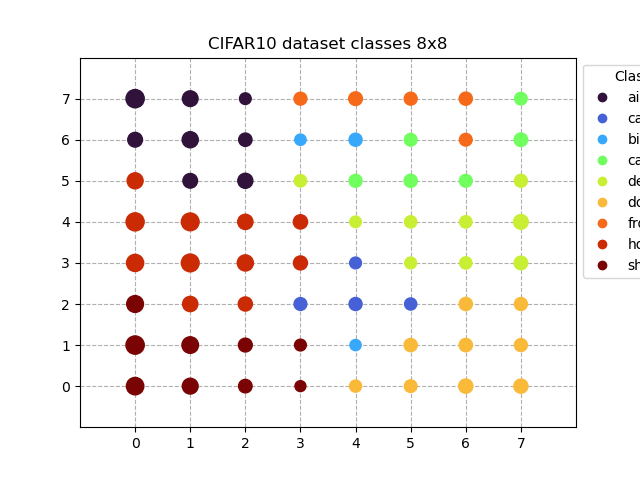 CIFAR10 dataset classes 8x8
Clas
ai
ca
bi
ca
de
do
fro
ho
sh
7
6
5
4
3
2
1
0
0 1 2 3 4 5 6 7